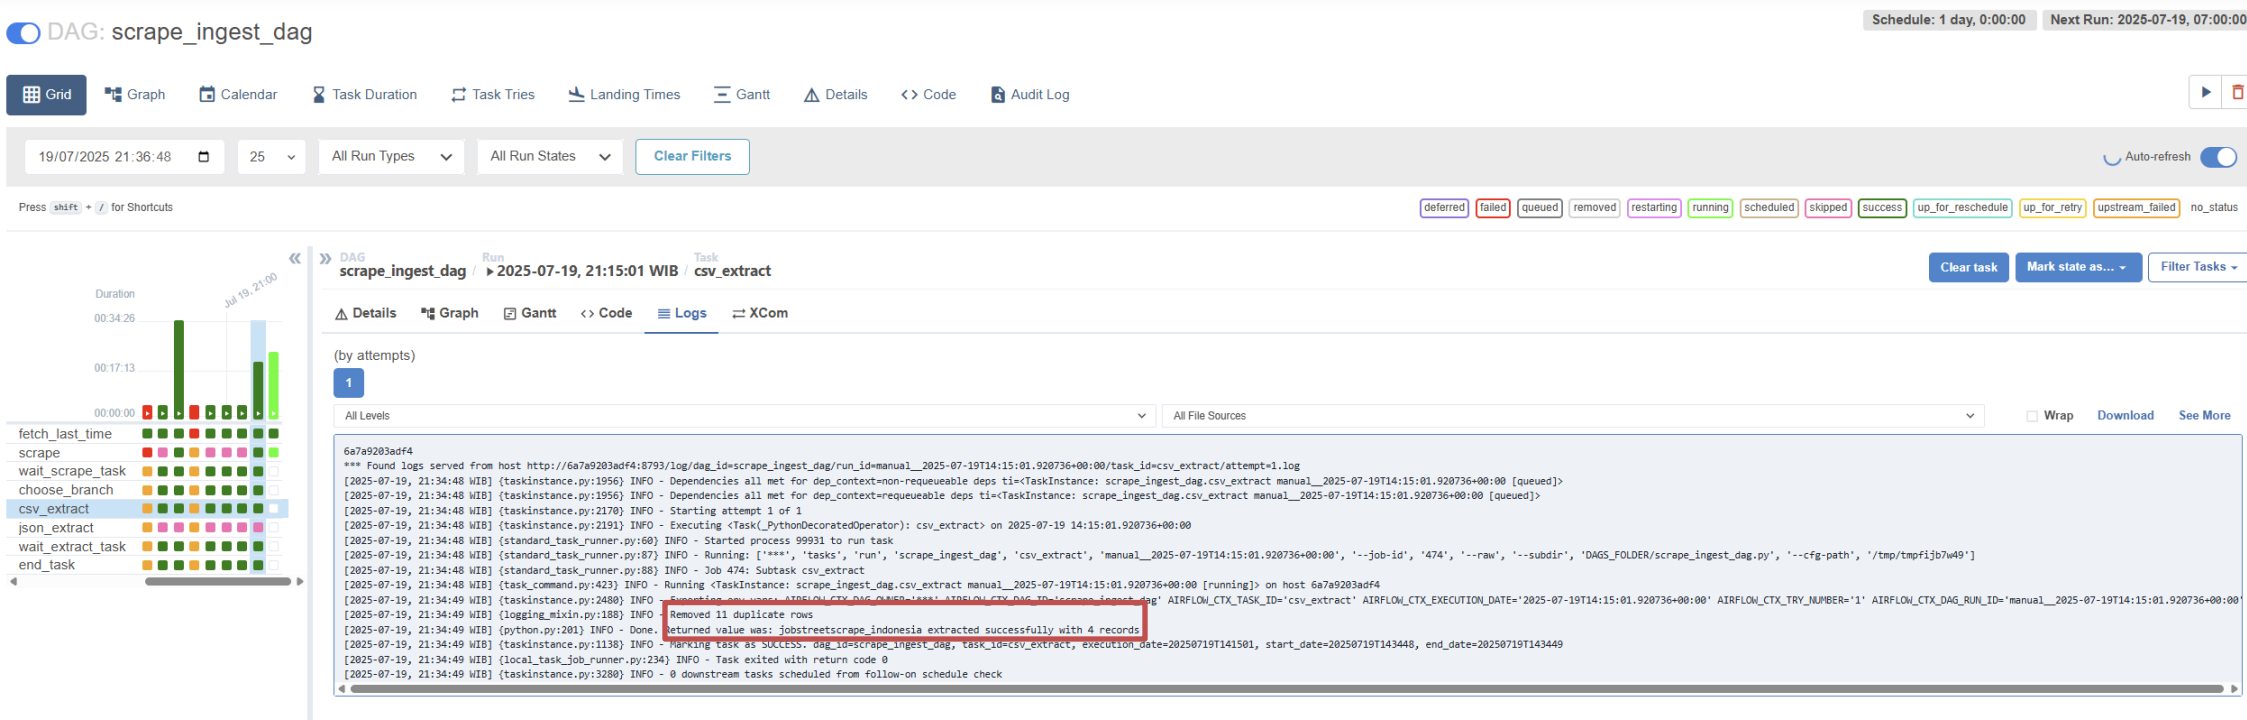 DAG: scrape_ingest_dag
Schedule: 1 day, 0:00:00
Next Run: 2025-07-19, 07:00:00
Grid
Graph
Calendar
Task Duration
Task Tries
Landing Times
Gantt
Details
Code
Audit Log
19/07/2025 21:36:48
25
All Run Types
All Run States
Clear Filters
Auto-refresh
Press shift + / for Shortcuts
deferred
failed
queued
removed
restarting
running
scheduled
skipped
success
up_for_reschedule
up_for_retry
upstream_failed
no_status
Duration
Jul 19, 21:00
00:34:26
00:17:13
00:00:00
fetch_last_time
scrape
wait_scrape_task
choose_branch
csv_extract
json_extract
wait_extract_task
end_task
DAG
scrape_ingest_dag
/
Run
2025-07-19, 21:15:01 WIB
/
Task
csv_extract
Clear task
Mark state as...
Filter Tasks
Details
Graph
Gantt
Code
Logs
XCom
(by attempts)
1
All Levels
All File Sources
Wrap
Download
See More
6a7a9203adf4
*** Found logs served from host http://6a7a9203adf4:8793/log/dag_id=scrape_ingest_dag/run_id=manual__2025-07-19T14:15:01.920736+00:00/task_id=csv_extract/attempt=1.log
[2025-07-19, 21:34:48 WIB] {taskinstance.py:1956} INFO - Dependencies all met for dep_context=non-requeueable deps ti=<TaskInstance: scrape_ingest_dag.csv_extract manual__2025-07-19T14:15:01.920736+00:00 [queued]>
[2025-07-19, 21:34:48 WIB] {taskinstance.py:1956} INFO - Dependencies all met for dep_context=requeueable deps ti=<TaskInstance: scrape_ingest_dag.csv_extract manual__2025-07-19T14:15:01.920736+00:00 [queued]>
[2025-07-19, 21:34:48 WIB] {taskinstance.py:2170} INFO - Starting attempt 1 of 1
[2025-07-19, 21:34:48 WIB] {taskinstance.py:2191} INFO - Executing <Task(_PythonDecoratedOperator): csv_extract> on 2025-07-19 14:15:01.920736+00:00
[2025-07-19, 21:34:48 WIB] {standard_task_runner.py:60} INFO - Started process 99931 to run task
[2025-07-19, 21:34:48 WIB] {standard_task_runner.py:87} INFO - Running: ['***', 'tasks', 'run', 'scrape_ingest_dag', 'csv_extract', 'manual__2025-07-19T14:15:01.920736+00:00', '--job-id', '474', '--raw', '--subdir', 'DAGS_FOLDER/scrape_ingest_dag.py', '--cfg-path', '/tmp/tmpfijb7w49']
[2025-07-19, 21:34:48 WIB] {standard_task_runner.py:88} INFO - Job 474: Subtask csv_extract
[2025-07-19, 21:34:48 WIB] {task_command.py:423} INFO - Running <TaskInstance: scrape_ingest_dag.csv_extract manual__2025-07-19T14:15:01.920736+00:00 [running]> on host 6a7a9203adf4
[2025-07-19, 21:34:49 WIB] {taskinstance.py:2480} INFO - Exporting env vars: AIRFLOW_CTX_DAG_OWNER='***' AIRFLOW_CTX_DAG_ID='scrape_ingest_dag' AIRFLOW_CTX_TASK_ID='csv_extract' AIRFLOW_CTX_EXECUTION_DATE='2025-07-19T14:15:01.920736+00:00' AIRFLOW_CTX_TRY_NUMBER='1' AIRFLOW_CTX_DAG_RUN_ID='manual__2025-07-19T14:15:01.920736+00:00'
[2025-07-19, 21:34:49 WIB] {logging_mixin.py:188} INFO - Removed 11 duplicate rows
[2025-07-19, 21:34:49 WIB] {python.py:201} INFO - Done. Returned value was: jobstreetscrape_indonesia extracted successfully with 4 records
[2025-07-19, 21:34:49 WIB] {taskinstance.py:1138} INFO - Marking task as SUCCESS. dag_id=scrape_ingest_dag, task_id=csv_extract, execution_date=20250719T141501, start_date=20250719T143448, end_date=20250719T143449
[2025-07-19, 21:34:49 WIB] {local_task_job_runner.py:234} INFO - Task exited with return code 0
[2025-07-19, 21:34:49 WIB] {taskinstance.py:3280} INFO - 0 downstream tasks scheduled from follow-on schedule check